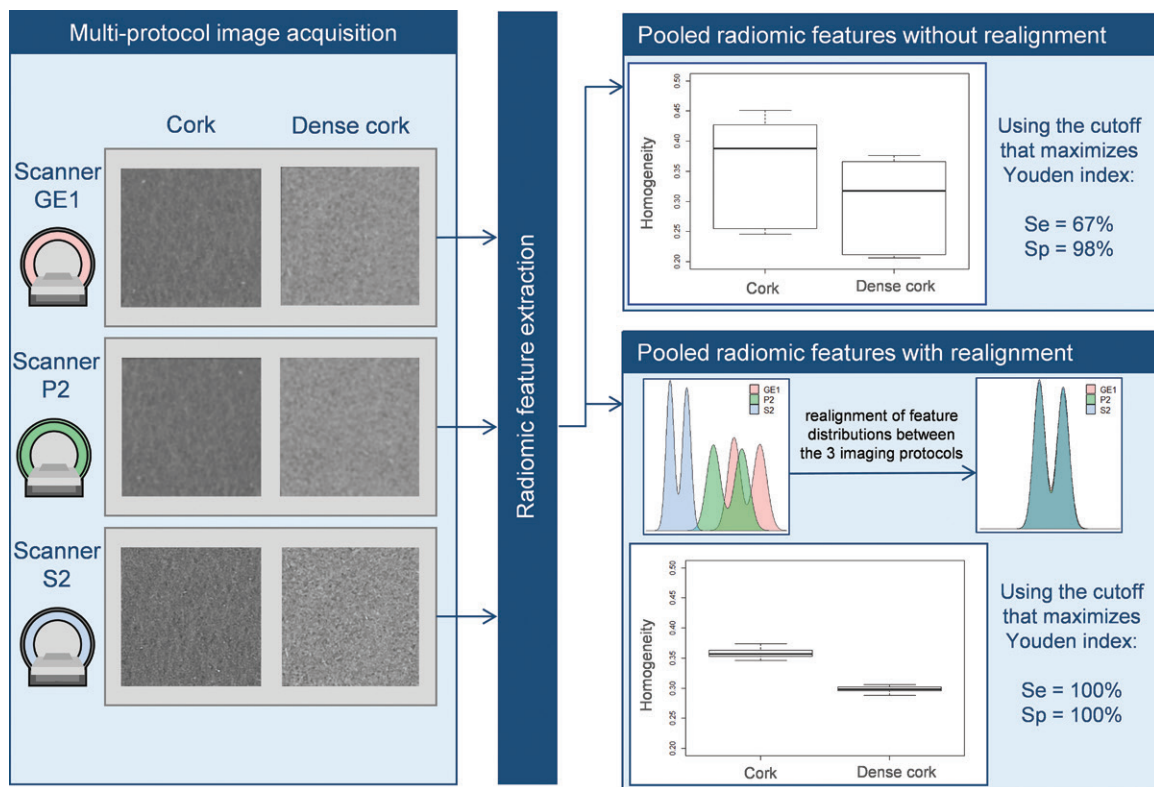 Multi-protocol image acquisition
Cork
Dense cork
Scanner
GE1
Scanner
P2
Scanner
S2
Radiomic feature extraction
Pooled radiomic features without realignment
Homogeneity
0.50
0.45
0.40
0.35
0.30
0.25
0.20
Cork
Dense cork
Using the cutoff
that maximizes
Youden index:
Se = 67%
Sp = 98%
Pooled radiomic features with realignment
GE1
P2
S2
realignment of feature
distributions between
the 3 imaging protocols
GE1
P2
S2
Homogeneity
0.50
0.45
0.40
0.35
0.30
0.25
0.20
Cork
Dense cork
Using the cutoff
that maximizes
Youden index:
Se = 100%
Sp = 100%